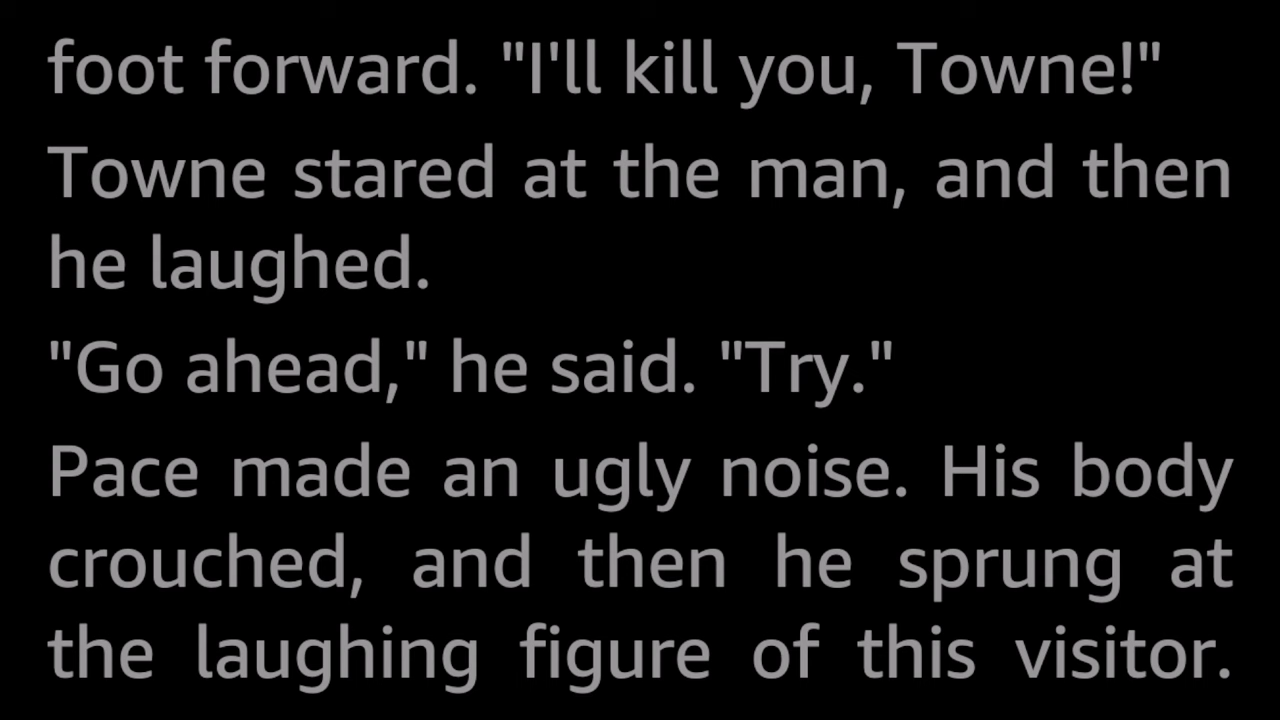 foot forward. "I'll kill you, Towne!"
Towne stared at the man, and then
he laughed.
"Go ahead," he said. "Try."
Pace made an ugly noise. His body
crouched, and then he sprung at
the laughing figure of this visitor.